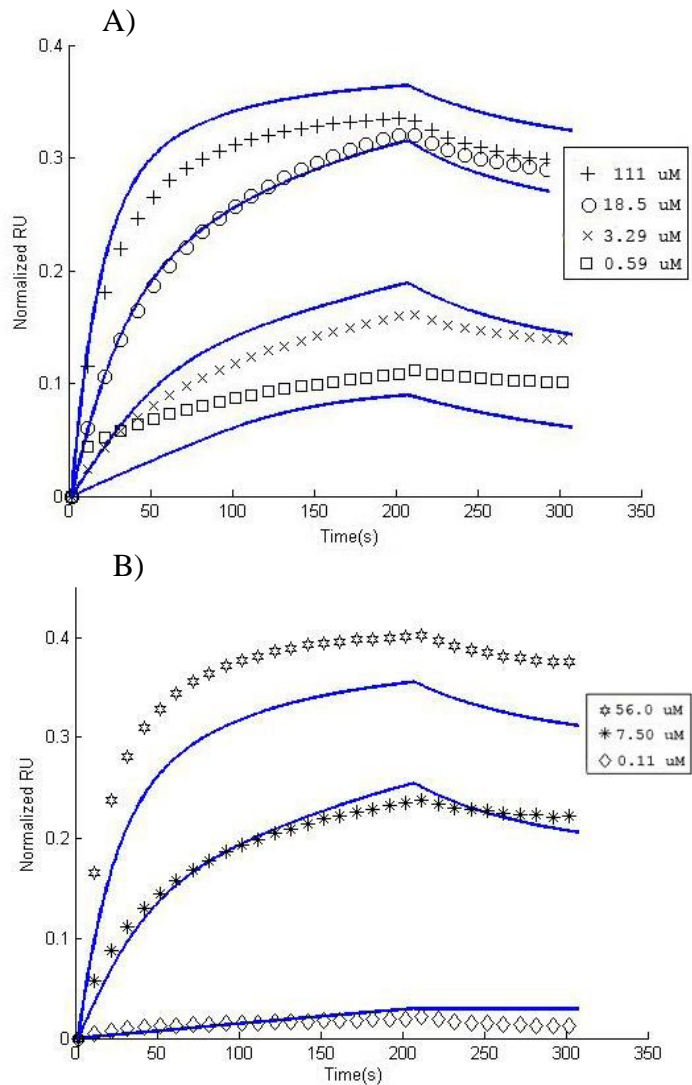 A)
0.4
0.3
0.2
0.1
0
Normalized RU
0 50 100 150 200 250 300 350
Time(s)
+ 111 uM
○ 18.5 uM
× 3.29 uM
□ 0.59 uM
B)
0.4
0.3
0.2
0.1
0
Normalized RU
0 50 100 150 200 250 300 350
Time(s)
✡ 56.0 uM
✳ 7.50 uM
◇ 0.11 uM